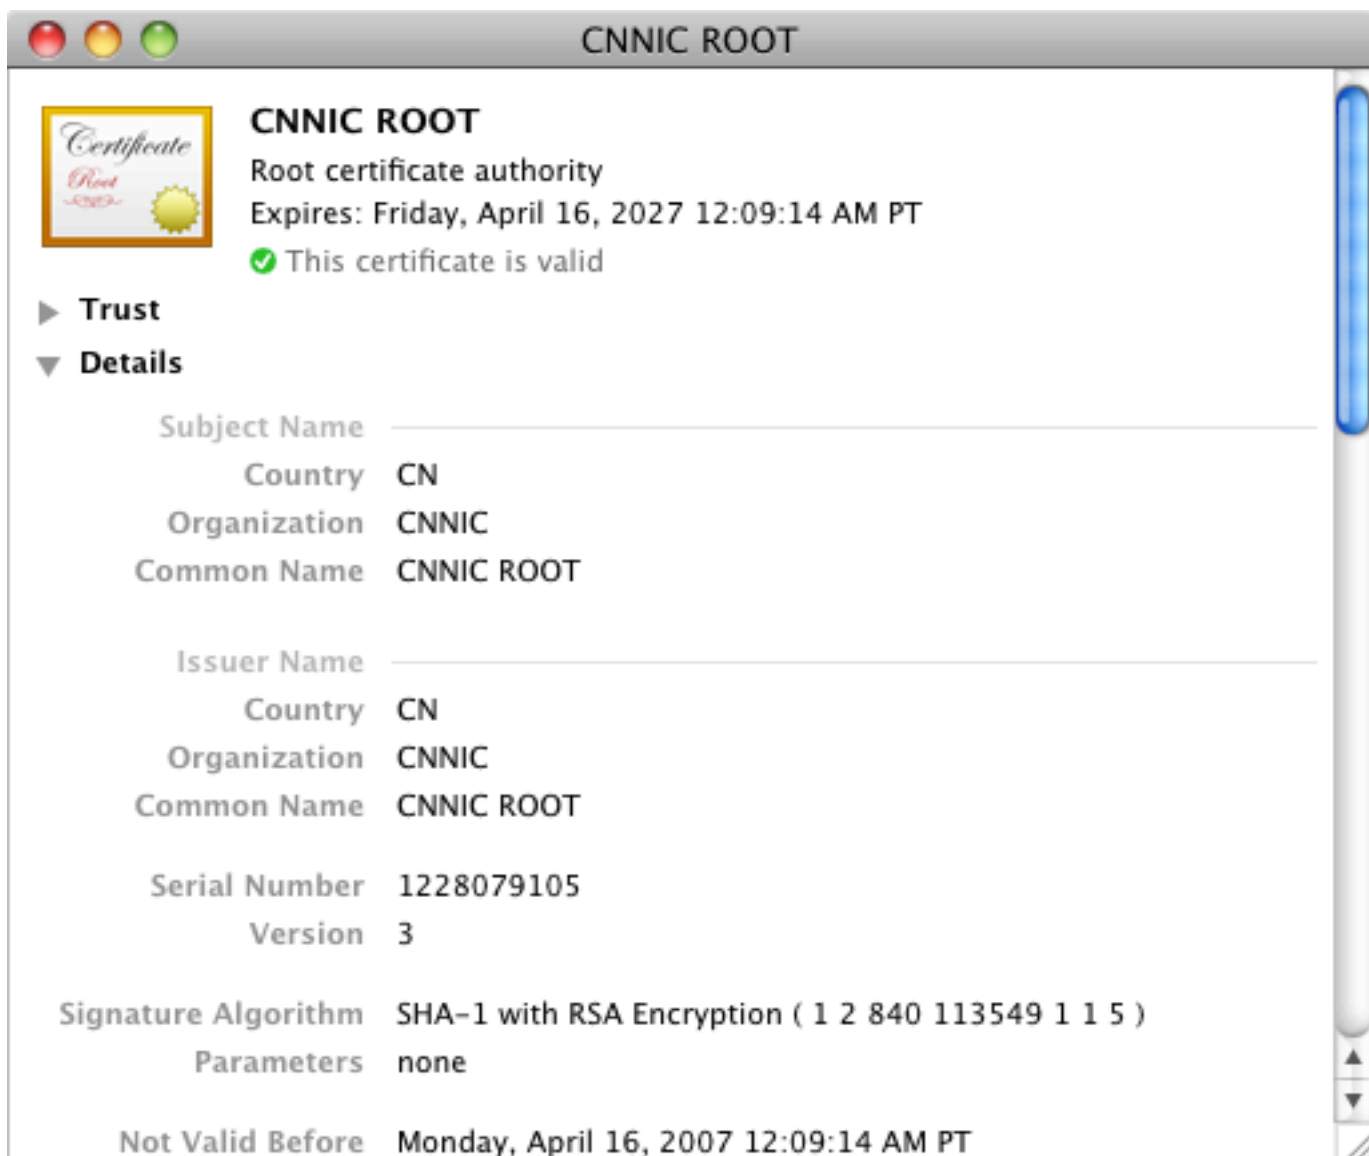 CNNIC ROOT
Certificate
Root
CNNIC ROOT
Root certificate authority
Expires: Friday, April 16, 2027 12:09:14 AM PT
This certificate is valid
Trust
Details
Subject Name
Country CN
Organization CNNIC
Common Name CNNIC ROOT
Issuer Name
Country CN
Organization CNNIC
Common Name CNNIC ROOT
Serial Number 1228079105
Version 3
Signature Algorithm SHA-1 with RSA Encryption ( 1 2 840 113549 1 1 5 )
Parameters none
Not Valid Before Monday, April 16, 2007 12:09:14 AM PT